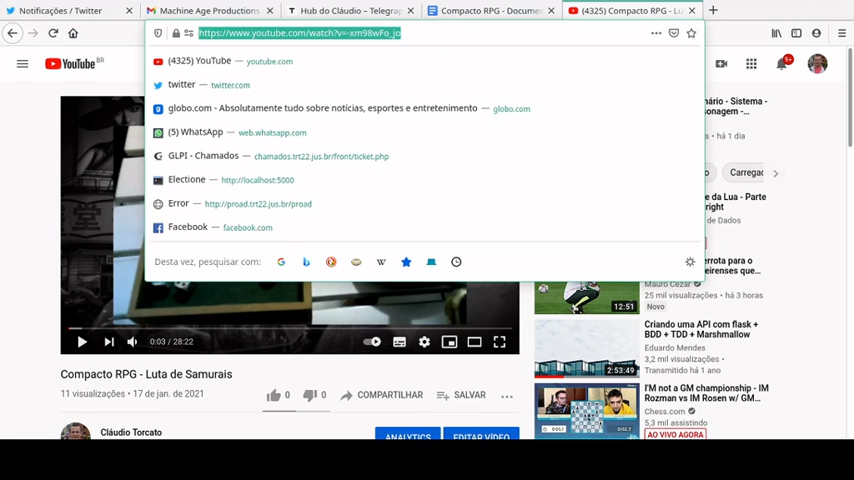 Notificações / Twitter
Machine Age Productions
Hub do Cláudio – Telegrap
Compacto RPG - Documen
(4325) Compacto RPG - Lu
https://www.youtube.com/watch?v=-xm98wFo_jo
YouTube BR
9+
(4325) YouTube — youtube.com
twitter — twitter.com
globo.com - Absolutamente tudo sobre notícias, esportes e entretenimento — globo.com
(5) WhatsApp — web.whatsapp.com
GLPI - Chamados — chamados.trt22.jus.br/front/ticket.php
Electione — http://localhost:5000
Error — http://proad.trt22.jus.br/proad
Facebook — facebook.com
Desta vez, pesquisar com:
nário - Sistema -
sonagem -
• há 1 dia
Carregac
e da Lua - Parte
right
de Dados
errota para o
eirenses que...
Mauro Cezar
25 mil visualizações • há 3 horas
Novo
12:51
Criando uma API com flask +
BDD + TDD + Marshmallow
Eduardo Mendes
3,2 mil visualizações •
Transmitido há 1 ano
2:53:49
I'M not a GM championship - IM
Rozman vs IM Rosen w/ GM...
Chess.com
5,3 mil assistindo
AO VIVO AGORA
0:03 / 28:22
Compacto RPG - Luta de Samurais
11 visualizações • 17 de jan. de 2021
0
0
COMPARTILHAR
SALVAR
Cláudio Torcato
ANALYTICS
EDITAR VÍDEO